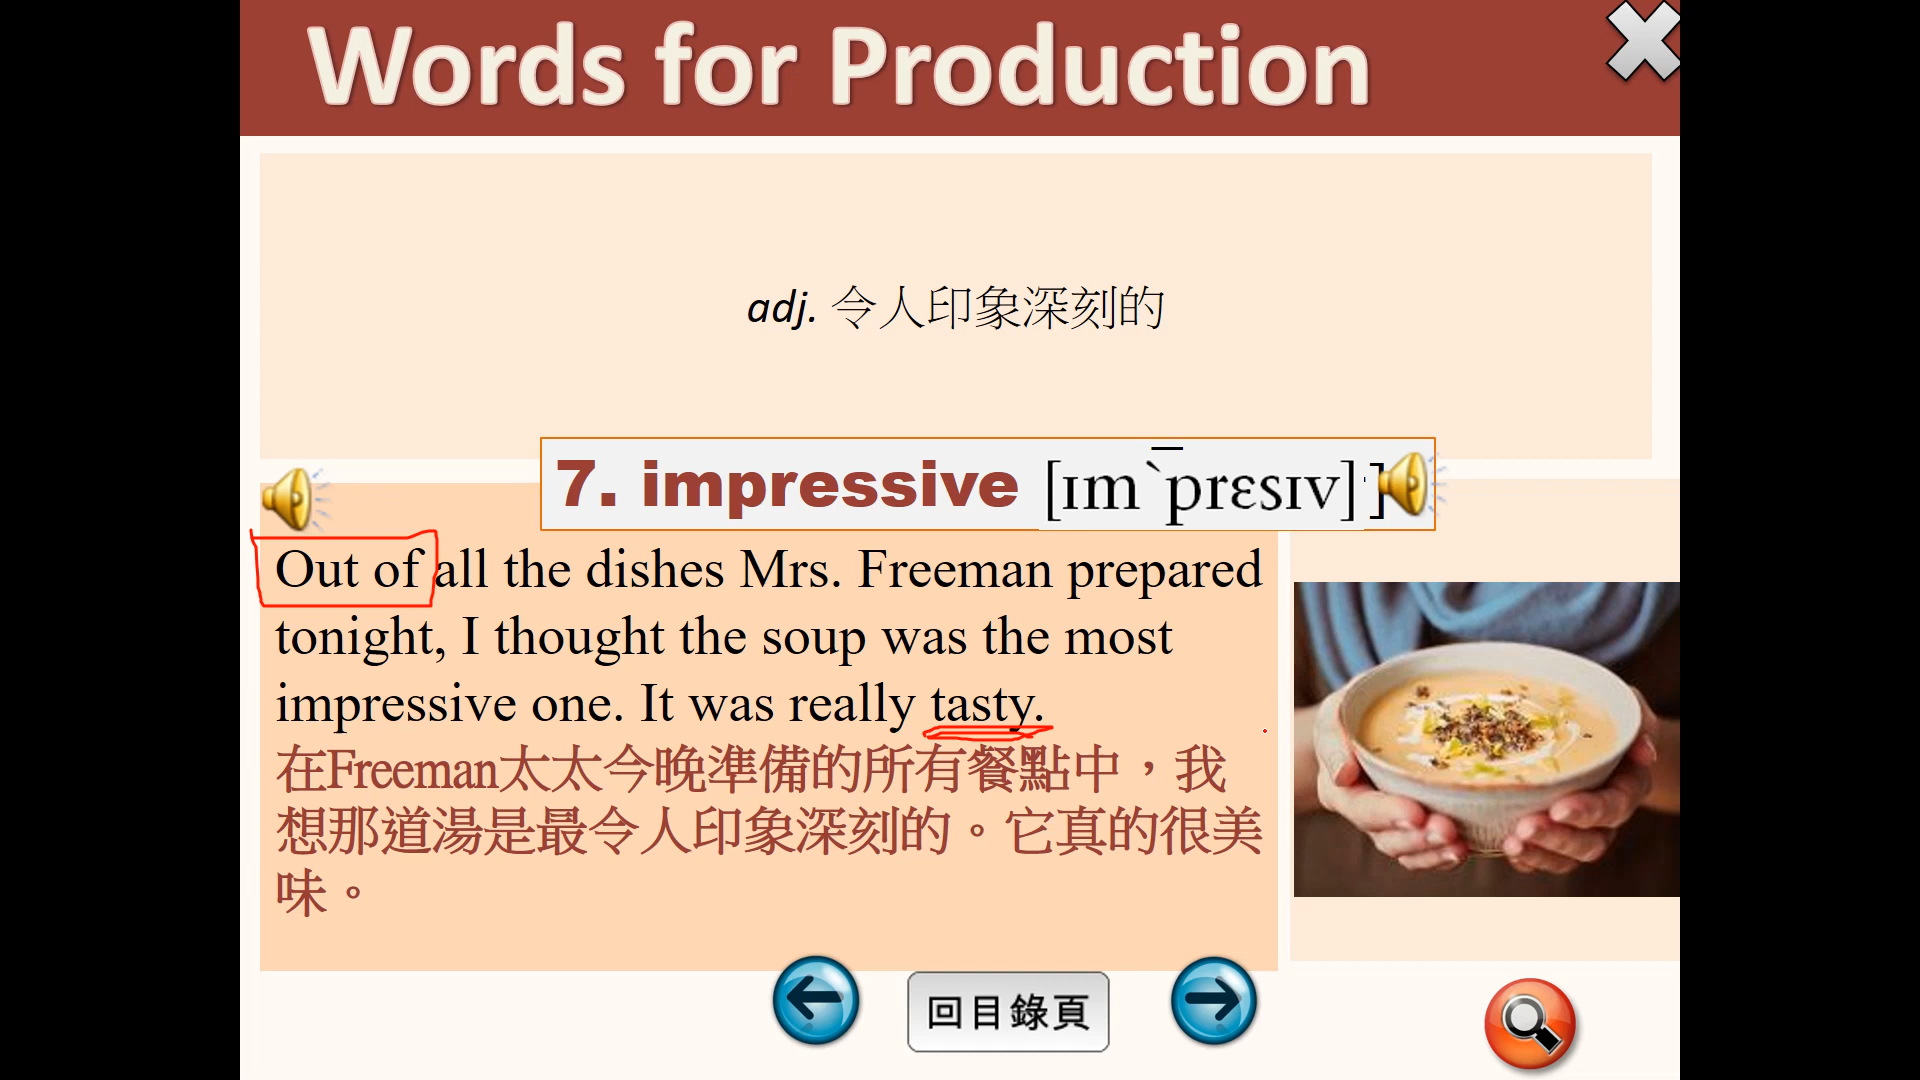 Words for Production
adj. 令人印象深刻的
7. impressive [ɪm`prɛsɪv] ]
Out of all the dishes Mrs. Freeman prepared
tonight, I thought the soup was the most
impressive one. It was really tasty.
在Freeman太太今晚準備的所有餐點中，我
想那道湯是最令人印象深刻的。它真的很美
味。
回目錄頁